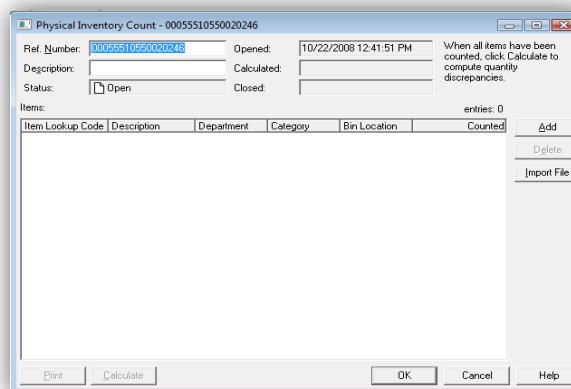 Physical Inventory Count - 00055510550020246
Ref. Number: 00055510550020246 Opened: 10/22/2008 12:41:51 PM
Description: Calculated:
Status: Open Closed:
When all items have been
counted, click Calculate to
compute quantity
discrepancies.
Items: entries: 0
Item Lookup Code Description Department Category Bin Location Counted
Add
Delete
Import File
Print Calculate OK Cancel Help